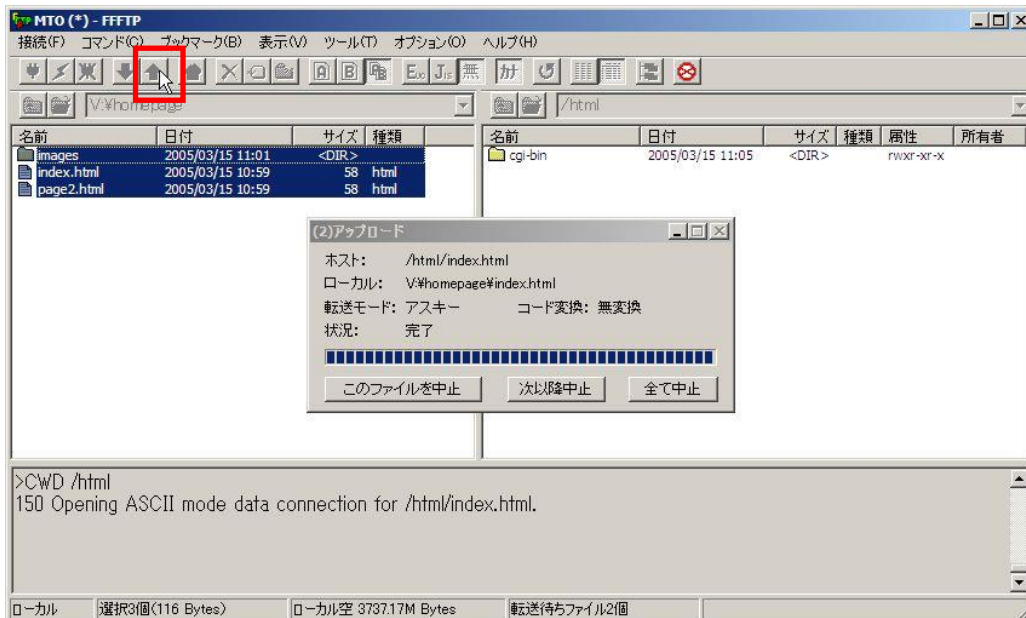 MTO (*) - FFFTP
接続(F) コマンド(C) ブックマーク(B) 表示(V) ツール(T) オプション(O) ヘルプ(H)
A B E JIS 無 カナ
V:¥homepage /html
名前 日付 サイズ 種類 名前 日付 サイズ 種類 属性 所有者
images 2005/03/15 11:01 <DIR> cgi-bin 2005/03/15 11:05 <DIR> rwxr-xr-x
index.html 2005/03/15 10:59 58 html
page2.html 2005/03/15 10:59 58 html
(2)アップロード
ホスト: /html/index.html
ローカル: V:¥homepage¥index.html
転送モード: アスキー コード変換: 無変換
状況: 完了
このファイルを中止 次以降中止 全て中止
>CWD /html
150 Opening ASCII mode data connection for /html/index.html.
ローカル 選択3個(116 Bytes) ローカル空 3737.17M Bytes 転送待ちファイル2個